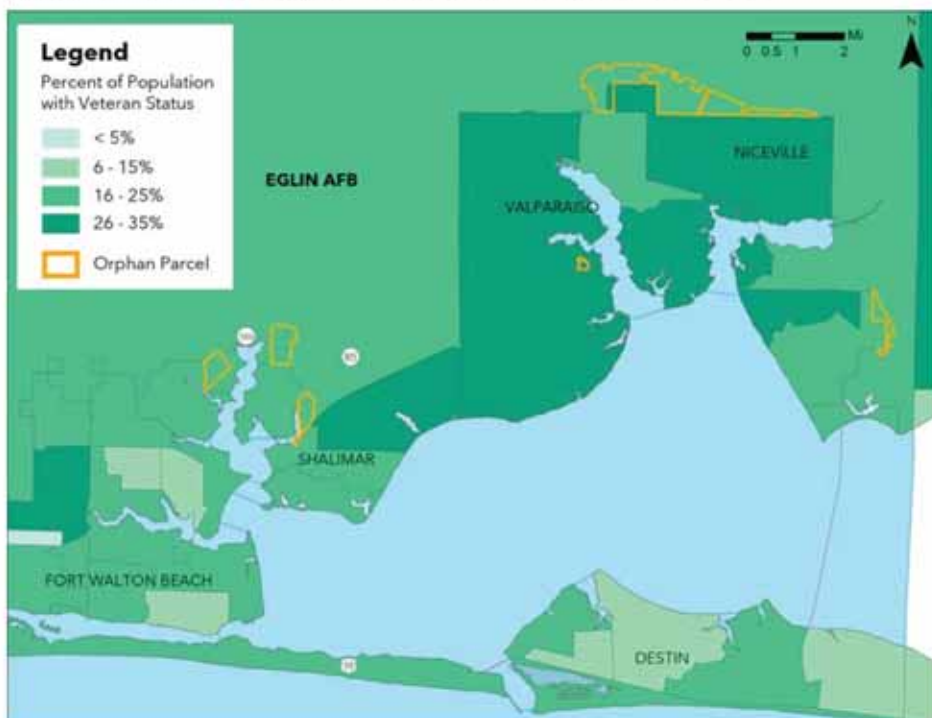 Legend
Percent of Population
with Veteran Status
< 5%
6 - 15%
16 - 25%
26 - 35%
Orphan Parcel
Mi
0 0.5 1 2
N
EGLIN AFB
NICEVILLE
VALPARAISO
85
SHALIMAR
FORT WALTON BEACH
DESTIN